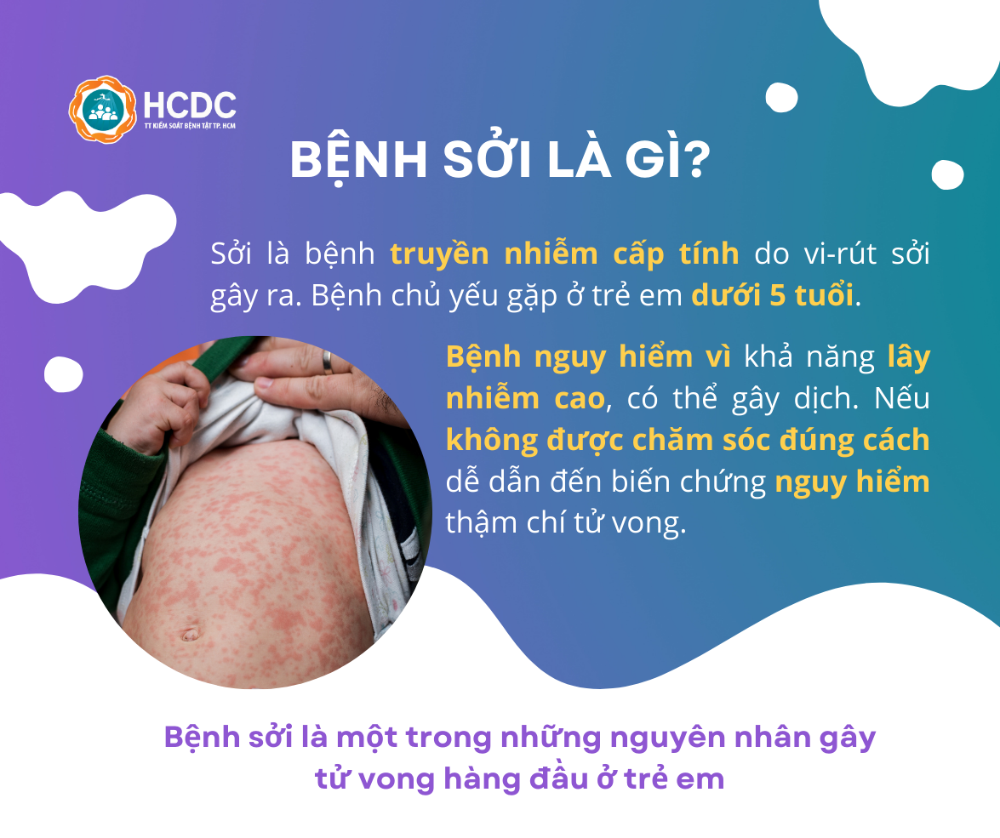 HCDC
TT KIỂM SOÁT BỆNH TẬT TP. HCM
BỆNH SỞI LÀ GÌ?
Sởi là bệnh truyền nhiễm cấp tính do vi-rút sởi
gây ra. Bệnh chủ yếu gặp ở trẻ em dưới 5 tuổi.
Bệnh nguy hiểm vì khả năng lây
nhiễm cao, có thể gây dịch. Nếu
không được chăm sóc đúng cách
dễ dẫn đến biến chứng nguy hiểm
thậm chí tử vong.
Bệnh sởi là một trong những nguyên nhân gây
tử vong hàng đầu ở trẻ em